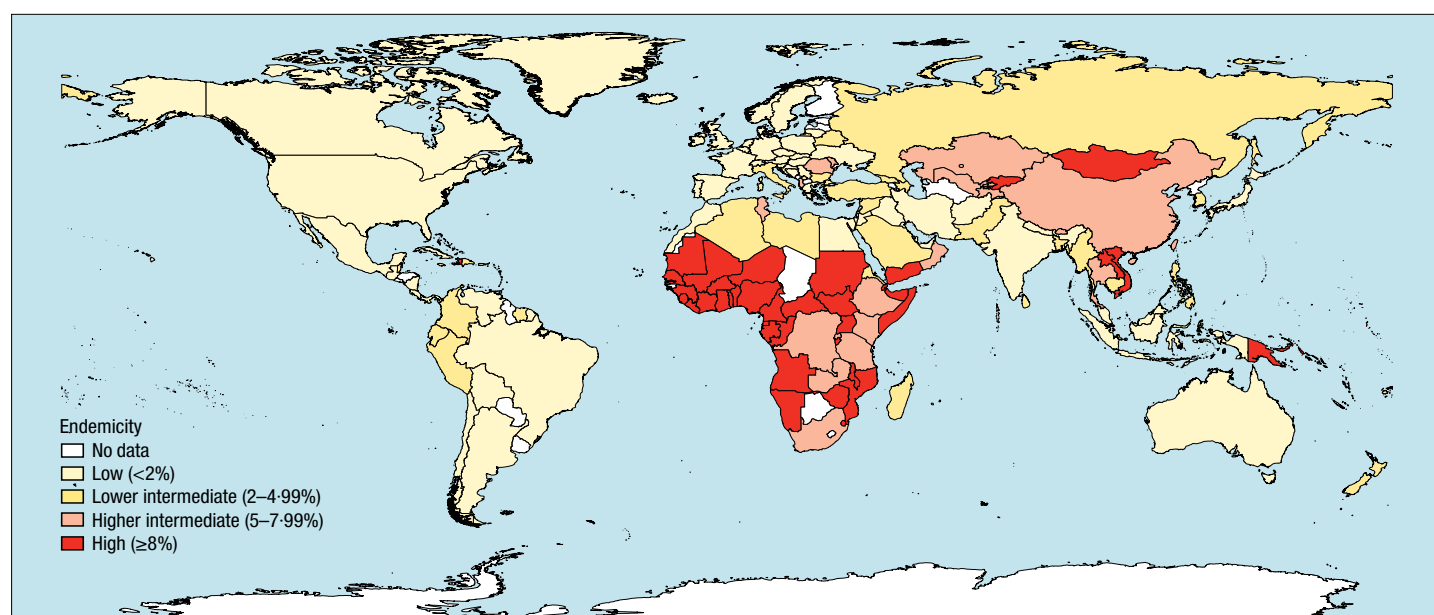 Endemicity
No data
Low (<2%)
Lower intermediate (2–4·99%)
Higher intermediate (5–7·99%)
High (≥8%)